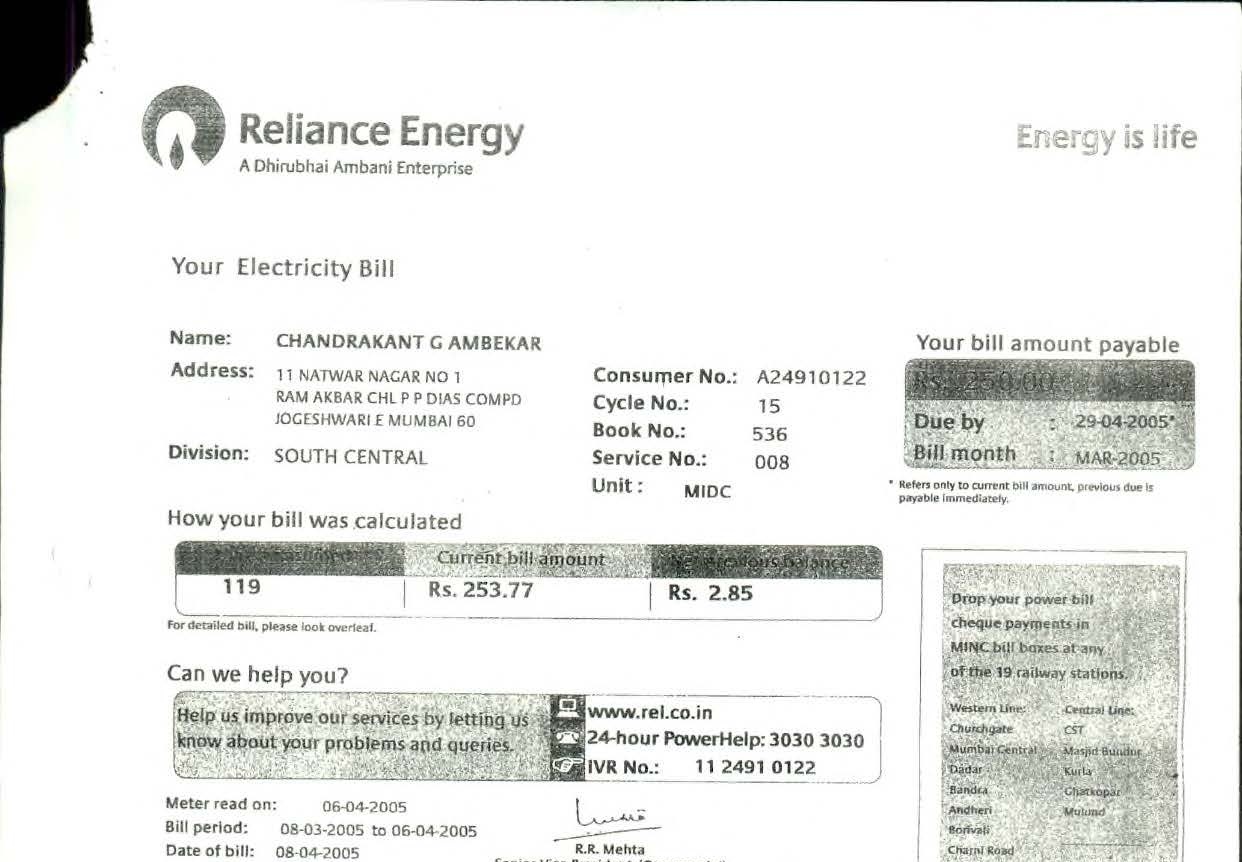 Reliance Energy
A Dhirubhai Ambani Enterprise
Energy is life
Your Electricity Bill
Name: CHANDRAKANT G AMBEKAR
Address: 11 NATWAR NAGAR NO 1
RAM AKBAR CHL P P DIAS COMPD
JOGESHWARI E MUMBAI 60
Division: SOUTH CENTRAL
Consumer No.: A24910122
Cycle No.: 15
Book No.: 536
Service No.: 008
Unit : MIDC
Your bill amount payable
Rs. 250.00
Due by : 29-04-2005*
Bill month : MAR-2005
* Refers only to current bill amount, previous due is
payable immediately.
How your bill was calculated
Current bill amount
119 Rs. 253.77 Rs. 2.85
For detailed bill, please look overleaf.
Can we help you?
Help us improve our services by letting us
know about your problems and queries.
www.rel.co.in
24-hour PowerHelp: 3030 3030
IVR No.: 11 2491 0122
Meter read on: 06-04-2005
Bill period: 08-03-2005 to 06-04-2005
Date of bill: 08-04-2005
R.R. Mehta
Drop your power bill
cheque payments in
MINC bill boxes at any
of the 19 railway stations.
Western Line: Central Line:
Churchgate CST
Mumbai Central Masjid Bundur
Dadar Kurla
Bandra Ghatkopar
Andheri Mulund
Borivali
Charni Road